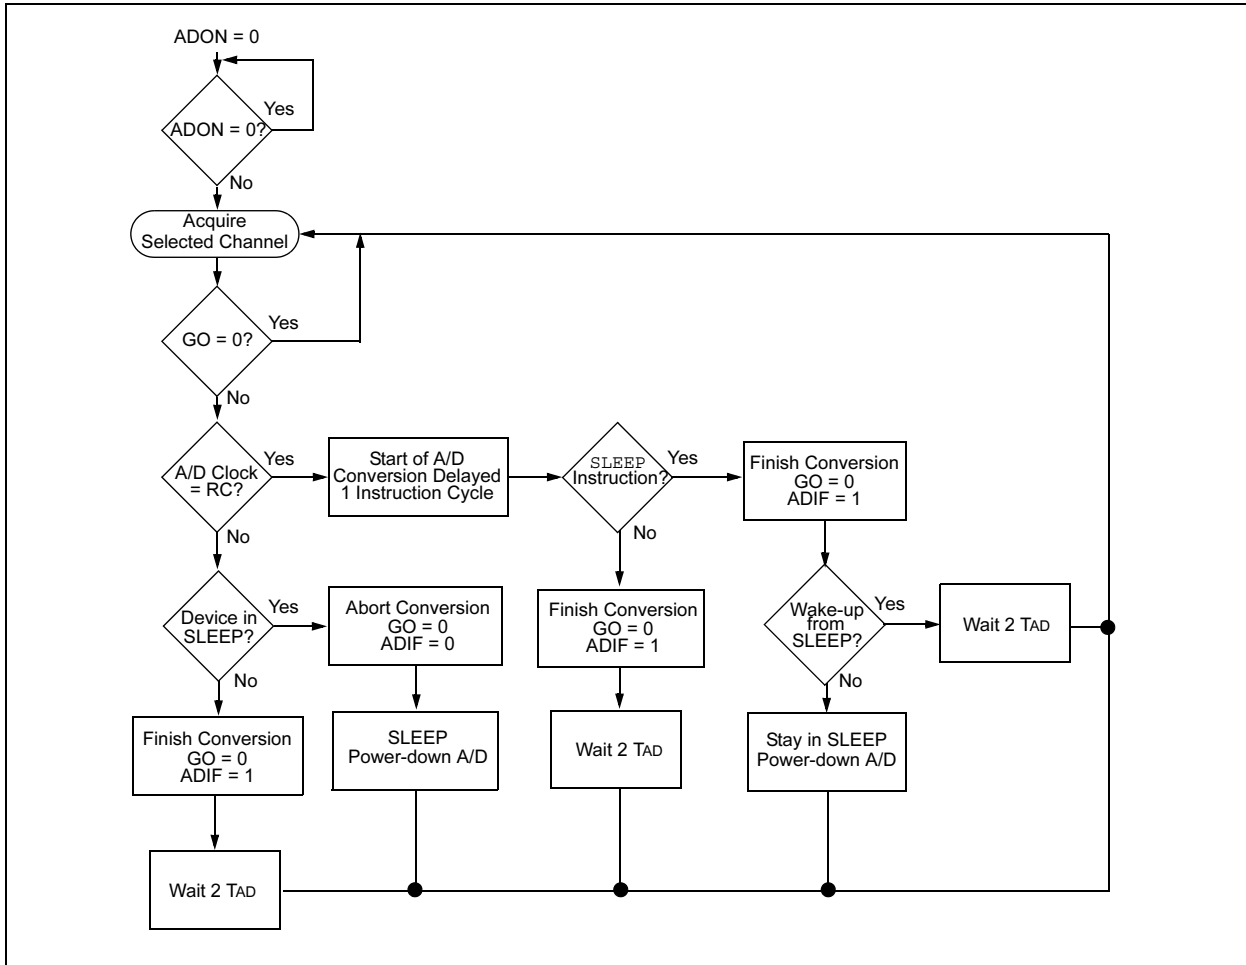 ADON = 0
Yes
ADON = 0?
No
Acquire
Selected Channel
Yes
GO = 0?
No
A/D Clock
= RC?
Yes
Start of A/D
Conversion Delayed
1 Instruction Cycle
SLEEP
Instruction?
Yes
Finish Conversion
GO = 0
ADIF = 1
No
No
Device in
SLEEP?
Yes
Abort Conversion
GO = 0
ADIF = 0
Finish Conversion
GO = 0
ADIF = 1
Wake-up
from
SLEEP?
Yes
Wait 2 TAD
No
No
Finish Conversion
GO = 0
ADIF = 1
SLEEP
Power-down A/D
Wait 2 TAD
Stay in SLEEP
Power-down A/D
Wait 2 TAD